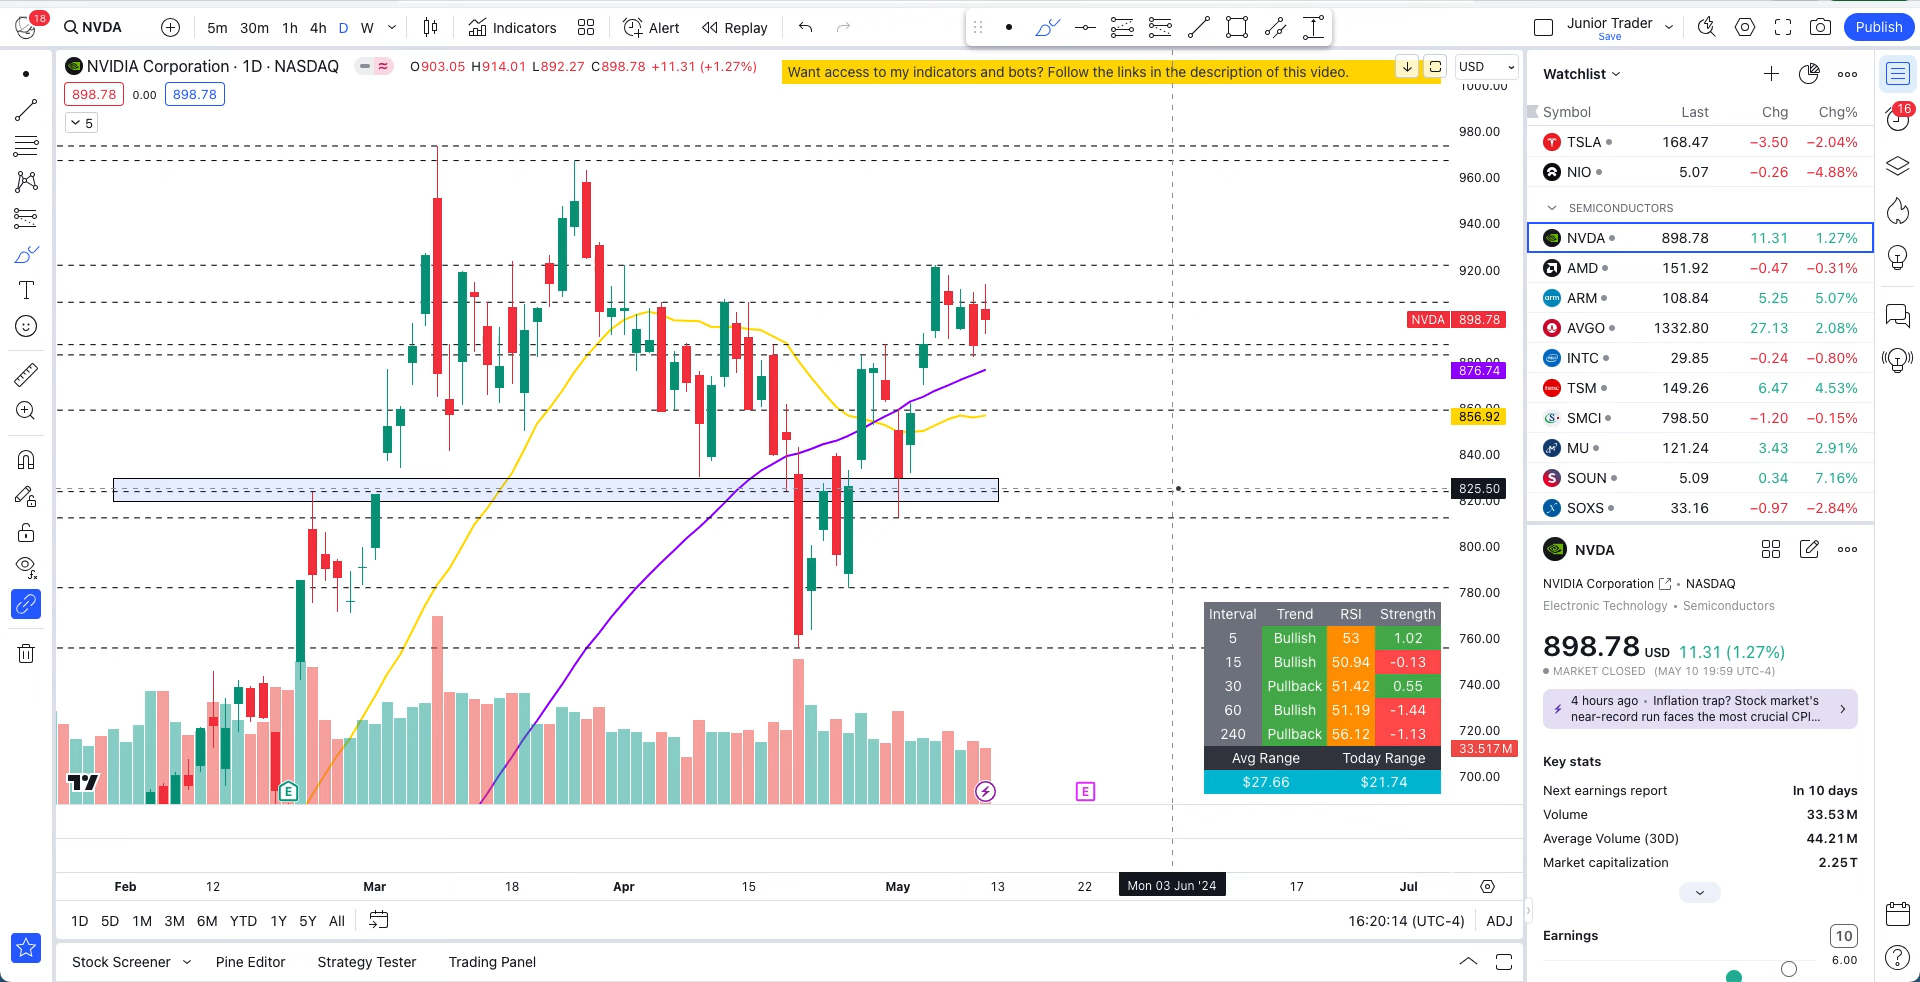 18
NVDA
5m 30m 1h 4h D W
Indicators
Alert
Replay
Junior Trader
Save
Publish
NVIDIA Corporation · 1D · NASDAQ
O903.05 H914.01 L892.27 C898.78 +11.31 (+1.27%)
Want access to my indicators and bots? Follow the links in the description of this video.
USD
898.78 0.00 898.78
5
1000.00
980.00
960.00
940.00
920.00
NVDA 898.78
880.00
876.74
860.00
856.92
840.00
825.50
820.00
800.00
780.00
760.00
740.00
720.00
33.517M
700.00
Interval Trend RSI Strength
5 Bullish 53 1.02
15 Bullish 50.94 -0.13
30 Pullback 51.42 0.55
60 Bullish 51.19 -1.44
240 Pullback 56.12 -1.13
Avg Range Today Range
$27.66 $21.74
E
E
Feb 12 Mar 18 Apr 15 May 13 22 Mon 03 Jun '24 17 Jul
1D 5D 1M 3M 6M YTD 1Y 5Y All
16:20:14 (UTC-4) ADJ
Stock Screener Pine Editor Strategy Tester Trading Panel
Watchlist
Symbol Last Chg Chg%
TSLA 168.47 −3.50 −2.04%
NIO 5.07 −0.26 −4.88%
SEMICONDUCTORS
NVDA 898.78 11.31 1.27%
AMD 151.92 −0.47 −0.31%
ARM 108.84 5.25 5.07%
AVGO 1332.80 27.13 2.08%
INTC 29.85 −0.24 −0.80%
TSM 149.26 6.47 4.53%
SMCI 798.50 −1.20 −0.15%
MU 121.24 3.43 2.91%
SOUN 5.09 0.34 7.16%
SOXS 33.16 −0.97 −2.84%
16
NVDA
NVIDIA Corporation • NASDAQ
Electronic Technology • Semiconductors
898.78 USD 11.31 (1.27%)
MARKET CLOSED (MAY 10 19:59 UTC-4)
4 hours ago • Inflation trap? Stock market's
near-record run faces the most crucial CPI...
Key stats
Next earnings report In 10 days
Volume 33.53M
Average Volume (30D) 44.21M
Market capitalization 2.25T
Earnings 10
6.00